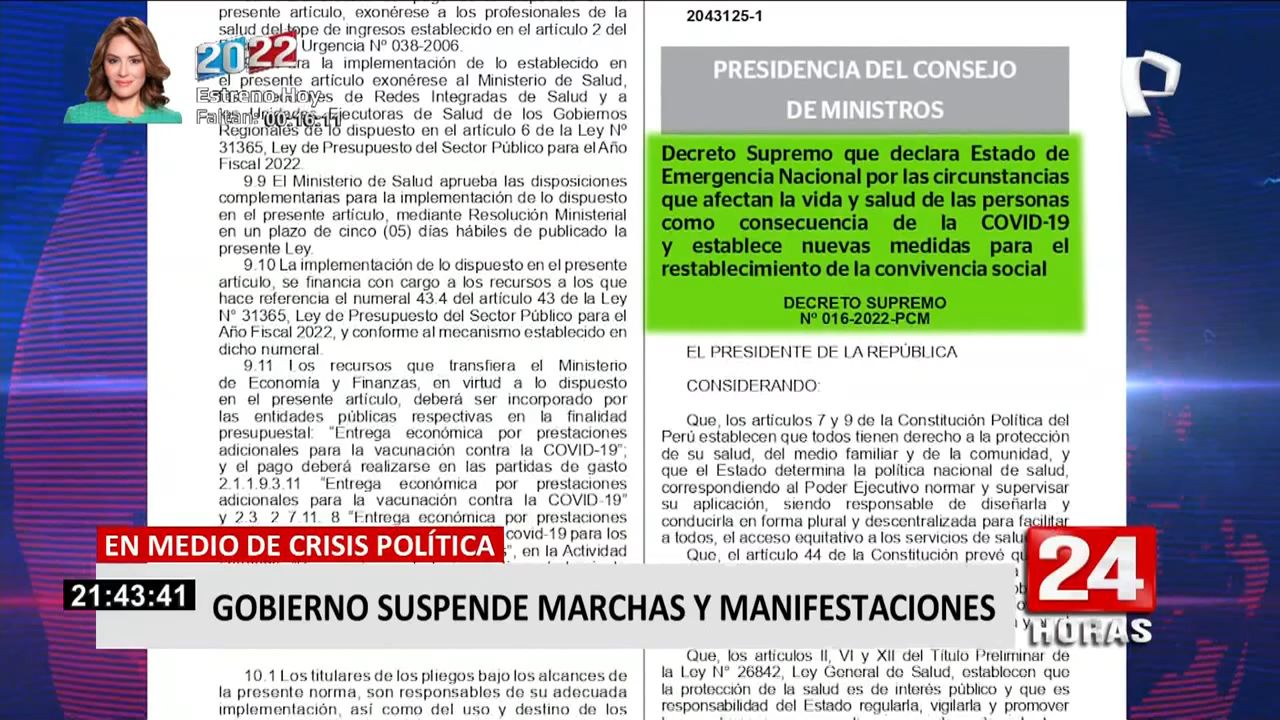 2022
Estreno Hoy
Faltan: 00:16:11
presente artículo, exonérese a los profesionales de la
salud del tope de ingresos establecido en el artículo 2 del
Urgencia Nº 038-2006.
la implementación de lo establecido en
el presente artículo exonérese al Ministerio de Salud,
de Redes Integradas de Salud y a
Ejecutoras de Salud de los Gobiernos
Regionales de lo dispuesto en el artículo 6 de la Ley Nº
31365, Ley de Presupuesto del Sector Público para el Año
Fiscal 2022.
9.9 El Ministerio de Salud aprueba las disposiciones
complementarias para la implementación de lo dispuesto
en el presente artículo, mediante Resolución Ministerial
en un plazo de cinco (05) días hábiles de publicado la
presente Ley.
9.10 La implementación de lo dispuesto en el presente
artículo, se financia con cargo a los recursos a los que
hace referencia el numeral 43.4 del artículo 43 de la Ley
N° 31365, Ley de Presupuesto del Sector Público para el
Año Fiscal 2022, y conforme al mecanismo establecido en
dicho numeral.
9.11 Los recursos que transfiera el Ministerio
de Economía y Finanzas, en virtud a lo dispuesto
en el presente artículo, deberá ser incorporado por
las entidades públicas respectivas en la finalidad
presupuestal: “Entrega económica por prestaciones
adicionales para la vacunación contra la COVID-19”;
y el pago deberá realizarse en las partidas de gasto
2.1.1.9.3.11 “Entrega económica por prestaciones
adicionales para la vacunación contra la COVID-19”
y 2.3. 2 7.11. 8 “Entrega económica por prestaciones
covid-19 para los
”, en la Actividad
10.1 Los titulares de los pliegos bajo los alcances de
la presente norma, son responsables de su adecuada
implementación, así como del uso y destino de los
2043125-1
PRESIDENCIA DEL CONSEJO
DE MINISTROS
Decreto Supremo que declara Estado de
Emergencia Nacional por las circunstancias
que afectan la vida y salud de las personas
como consecuencia de la COVID-19
y establece nuevas medidas para el
restablecimiento de la convivencia social
DECRETO SUPREMO
Nº 016-2022-PCM
EL PRESIDENTE DE LA REPÚBLICA
CONSIDERANDO:
Que, los artículos 7 y 9 de la Constitución Política del
Perú establecen que todos tienen derecho a la protección
de su salud, del medio familiar y de la comunidad, y
que el Estado determina la política nacional de salud,
correspondiendo al Poder Ejecutivo normar y supervisar
su aplicación, siendo responsable de diseñarla y
conducirla en forma plural y descentralizada para facilitar
a todos, el acceso equitativo a los servicios de salud
Que, el artículo 44 de la Constitución prevé
Que, los artículos II, VI y XII del Título Preliminar de
la Ley N° 26842, Ley General de Salud, establecen que
la protección de la salud es de interés público y que es
responsabilidad del Estado regularla, vigilarla y promover
EN MEDIO DE CRISIS POLÍTICA
21:43:41
GOBIERNO SUSPENDE MARCHAS Y MANIFESTACIONES
24
HORAS